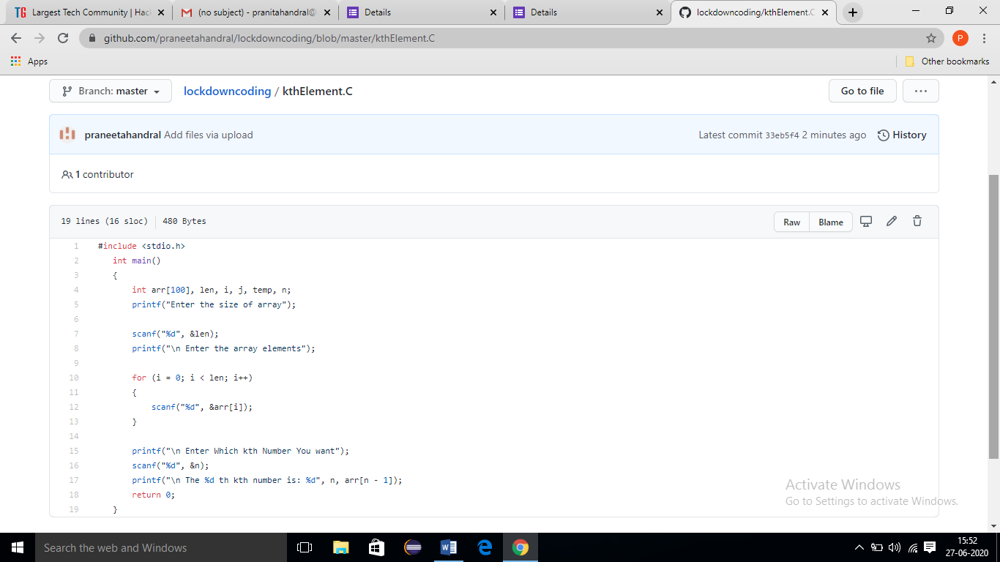 Largest Tech Community | Hac
(no subject) - pranitahandral@
Details
Details
lockdowncoding/kthElement.C
github.com/praneetahandral/lockdowncoding/blob/master/kthElement.C
P
Apps
Other bookmarks
Branch: master
lockdowncoding / kthElement.C
Go to file
...
praneetahandral Add files via upload
Latest commit 33eb5f4 2 minutes ago
History
1 contributor
19 lines (16 sloc) 480 Bytes
Raw
Blame
1 #include <stdio.h>
2 int main()
3 {
4 int arr[100], len, i, j, temp, n;
5 printf("Enter the size of array");
6
7 scanf("%d", &len);
8 printf("\n Enter the array elements");
9
10 for (i = 0; i < len; i++)
11 {
12 scanf("%d", &arr[i]);
13 }
14
15 printf("\n Enter Which kth Number You want");
16 scanf("%d", &n);
17 printf("\n The %d th kth number is: %d", n, arr[n - 1]);
18 return 0;
19 }
Activate Windows
Go to Settings to activate Windows.
Search the web and Windows
15:52
27-06-2020